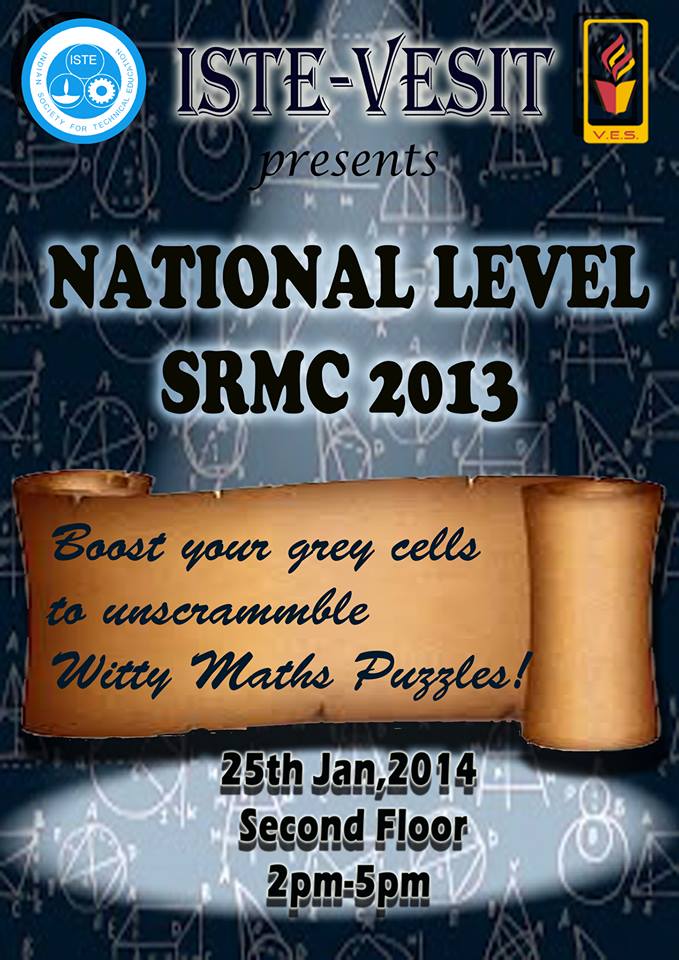 ISTE
INDIAN SOCIETY FOR TECHNICAL EDUCATION
ISTE-VESIT
V.E.S.
presents
NATIONAL LEVEL
SRMC 2013
Boost your grey cells
to unscrammble
Witty Maths Puzzles!
25th Jan,2014
Second Floor
2pm-5pm